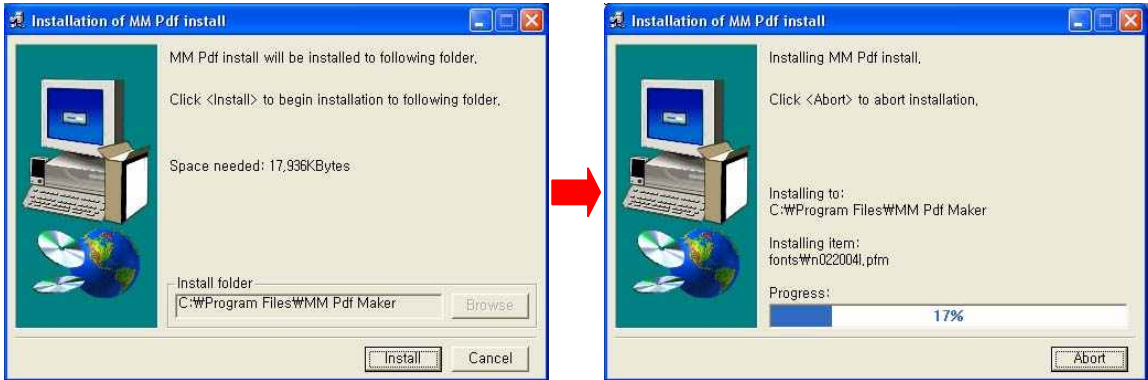 Installation of MM Pdf install
MM Pdf install will be installed to following folder,
Click <Install> to begin installation to following folder,
Space needed: 17,936KBytes
Install folder
C:₩Program Files₩MM Pdf Maker
Browse
Install
Cancel
Installation of MM Pdf install
Installing MM Pdf install,
Click <Abort> to abort installation,
Installing to:
C:₩Program Files₩MM Pdf Maker
Installing item:
fonts₩n022004l,pfm
Progress:
17%
Abort